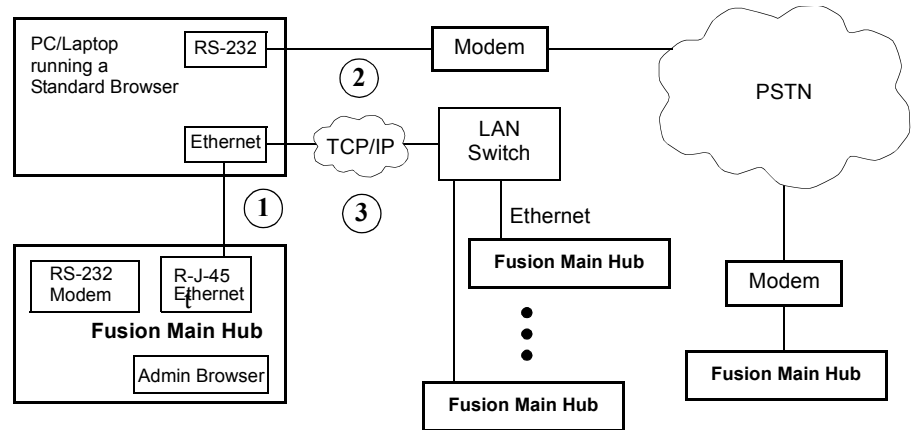 PC/Laptop
running a
Standard Browser
RS-232
Modem
PSTN
2
Ethernet
TCP/IP
LAN
Switch
1
3
Ethernet
RS-232
Modem
R-J-45
Ethernet
t
Fusion Main Hub
Admin Browser
Fusion Main Hub
Fusion Main Hub
Modem
Fusion Main Hub